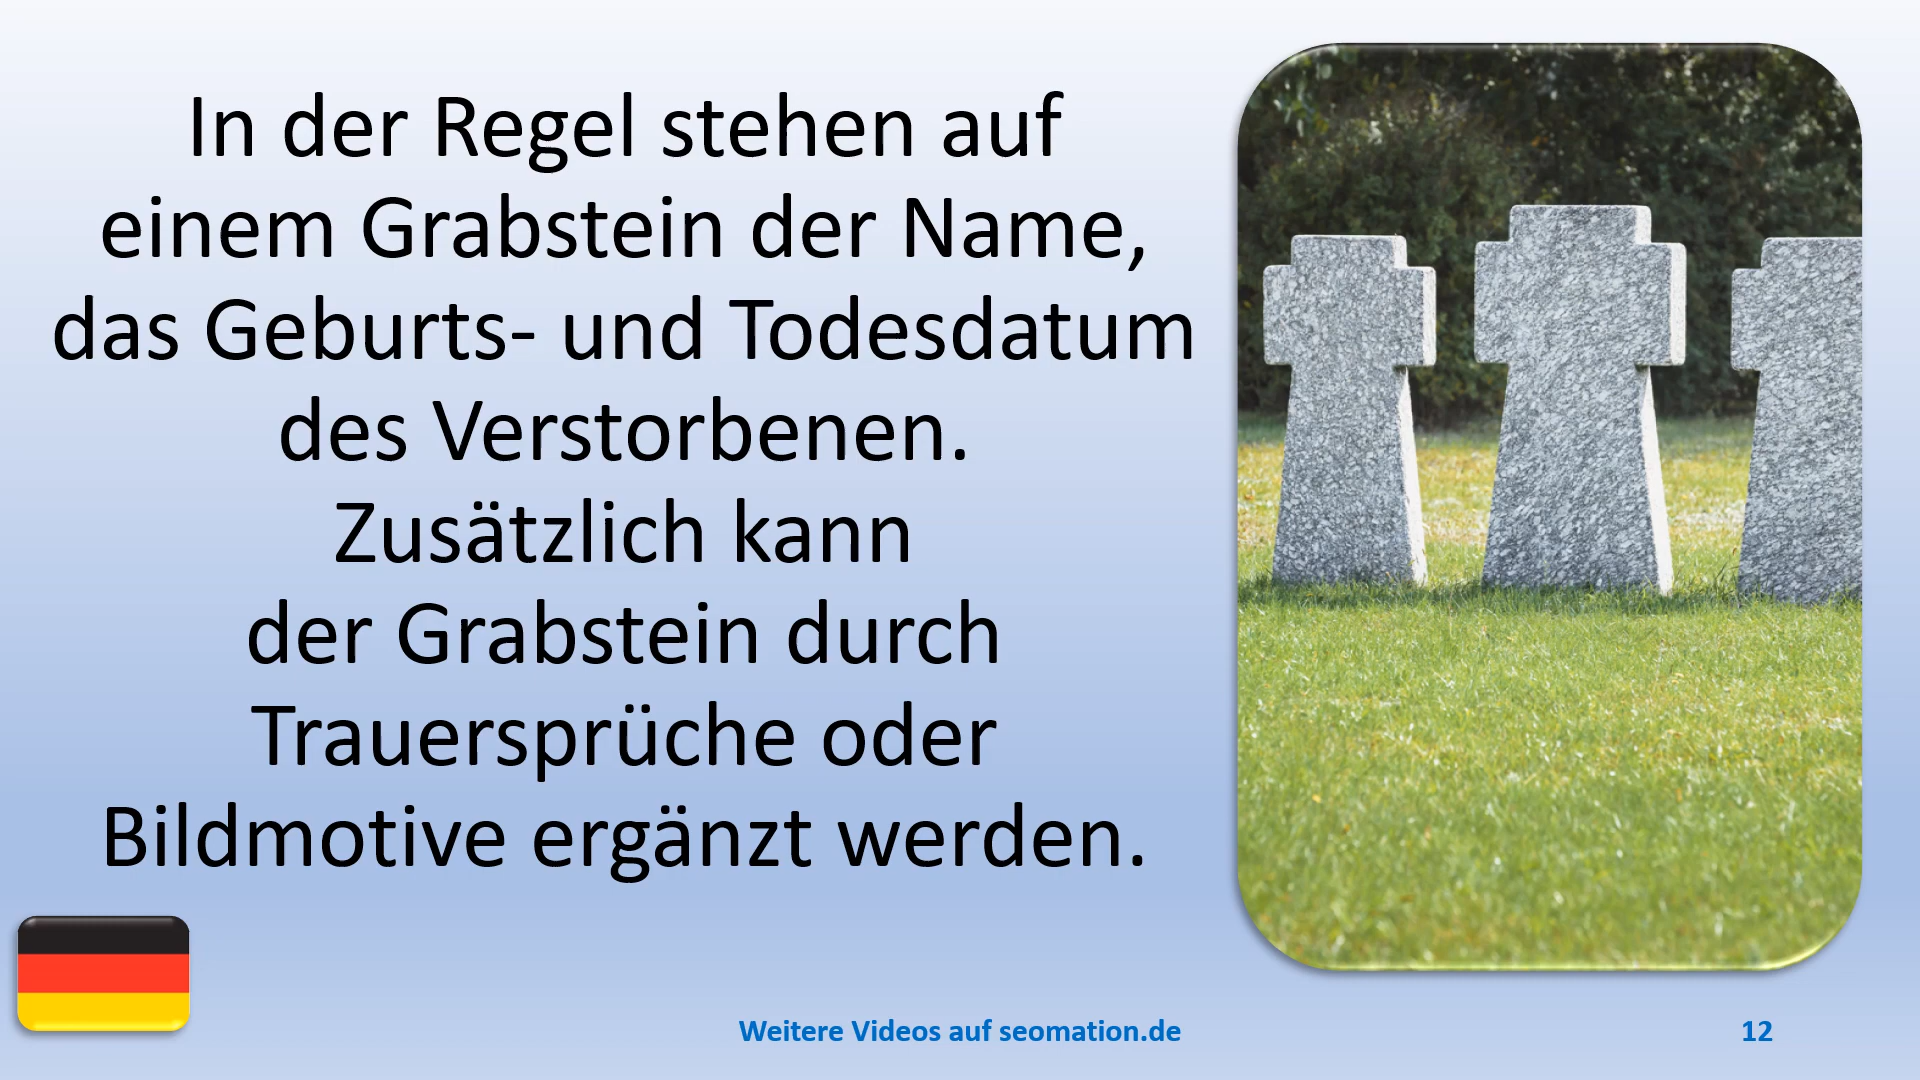 In der Regel stehen auf
einem Grabstein der Name,
das Geburts- und Todesdatum
des Verstorbenen.
Zusätzlich kann
der Grabstein durch
Trauersprüche oder
Bildmotive ergänzt werden.
Weitere Videos auf seomation.de
12